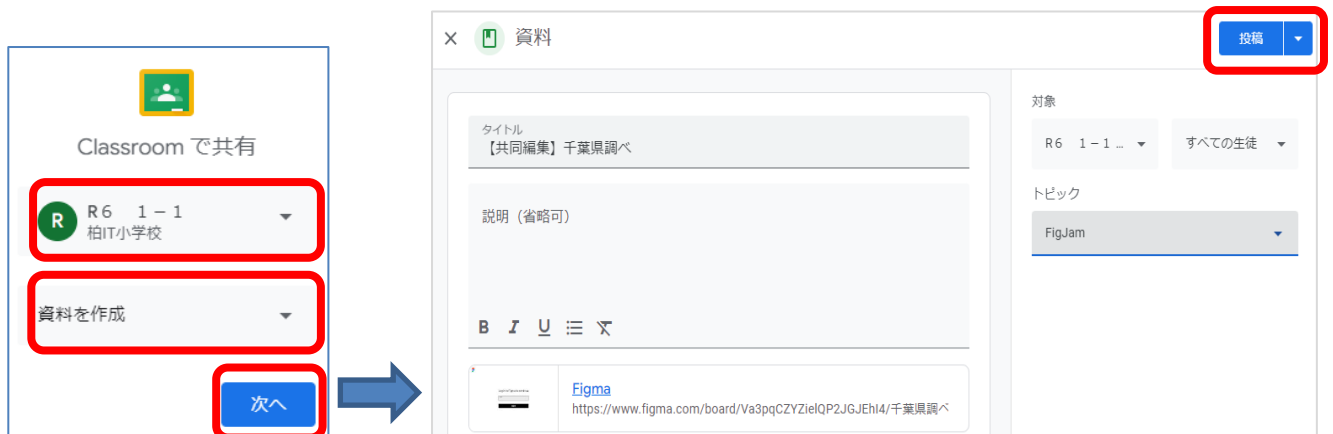 Classroom で共有
R
R6 1-1
柏IT小学校
資料を作成
次へ
× 資料
投稿
タイトル
【共同編集】千葉県調べ
説明（省略可）
B I U
Figma
https://www.figma.com/board/Va3pqCZYZielQP2JGJEhI4/千葉県調べ
対象
R6 1-1 …
すべての生徒
トピック
FigJam